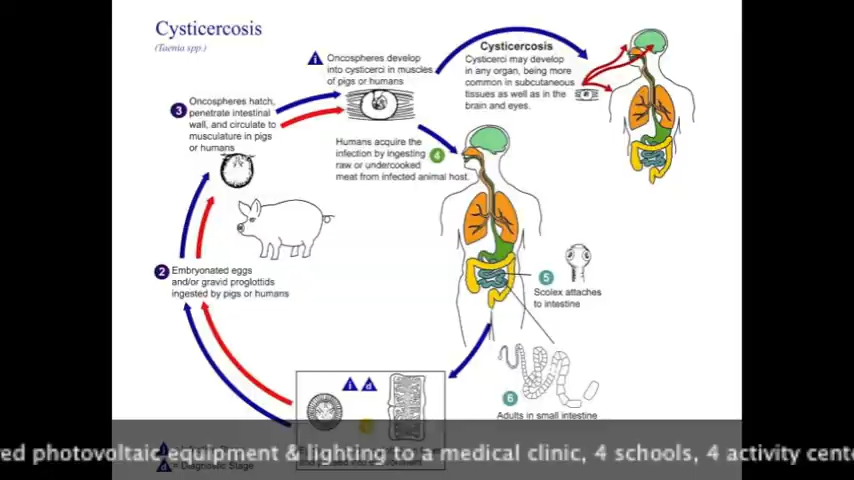 Cysticercosis
(Taenia spp.)
i Oncospheres develop
into cysticerci in muscles
of pigs or humans
Cysticercosis
Cysticerci may develop
in any organ, being more
common in subcutaneous
tissues as well as in the
brain and eyes.
3 Oncospheres hatch,
penetrate intestinal
wall, and circulate to
musculature in pigs
or humans
Humans acquire the
infection by ingesting 4
raw or undercooked
meat from infected animal host.
2 Embryonated eggs
and/or gravid proglottids
ingested by pigs or humans
5
Scolex attaches
to intestine
i d
6
Adults in small intestine
red photovoltaic equipment & lighting to a medical clinic, 4 schools, 4 activity cente
i
d = Diagnostic Stage